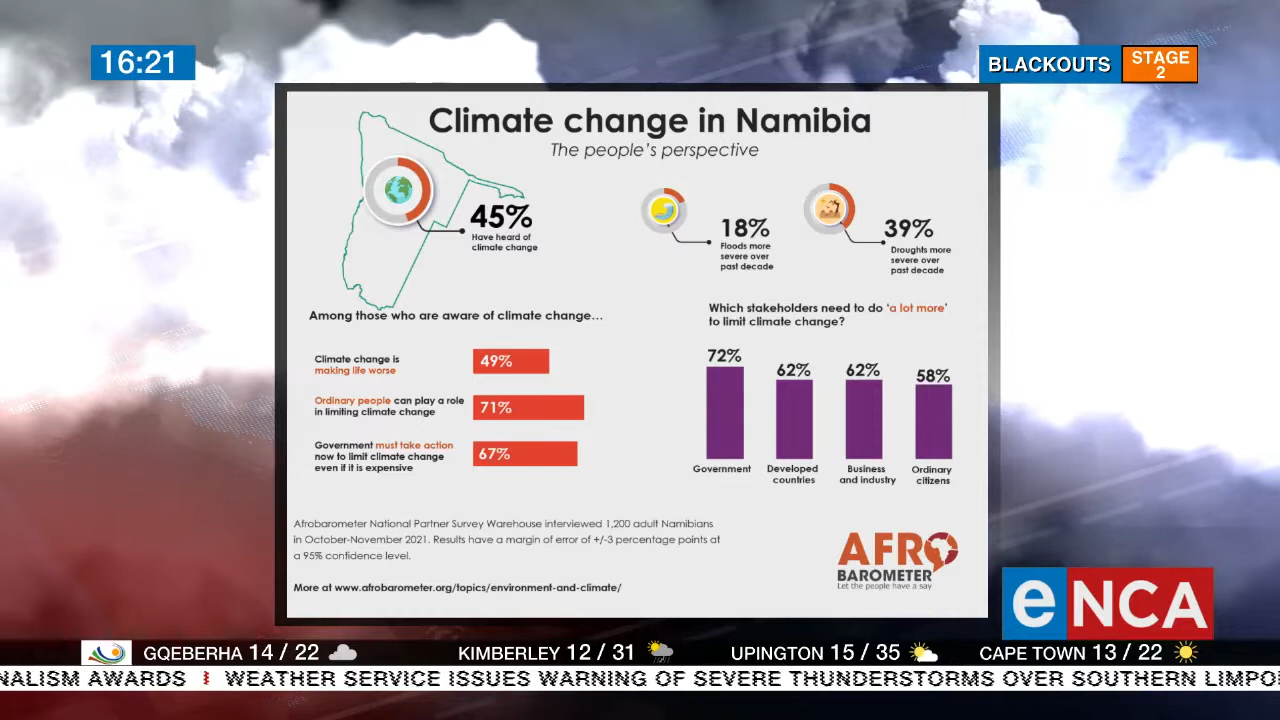 16:21
BLACKOUTS
STAGE
2
Climate change in Namibia
The people's perspective
45%
Have heard of
climate change
18%
Floods more
severe over
past decade
39%
Droughts more
severe over
past decade
Among those who are aware of climate change...
Climate change is
making life worse
49%
Ordinary people can play a role
in limiting climate change
71%
Government must take action
now to limit climate change
even if it is expensive
67%
Which stakeholders need to do 'a lot more'
to limit climate change?
72%
62%
62%
58%
Government
Developed
countries
Business
and industry
Ordinary
citizens
Afrobarometer National Partner Survey Warehouse interviewed 1,200 adult Namibians
in October-November 2021. Results have a margin of error of +/-3 percentage points at
a 95% confidence level.
More at www.afrobarometer.org/topics/environment-and-climate/
AFRO
BAROMETER
Let the people have a say
eNCA
GQEBERHA 14 / 22 KIMBERLEY 12 / 31 UPINGTON 15 / 35 CAPE TOWN 13 / 22
NALISM AWARDS WEATHER SERVICE ISSUES WARNING OF SEVERE THUNDERSTORMS OVER SOUTHERN LIMPO